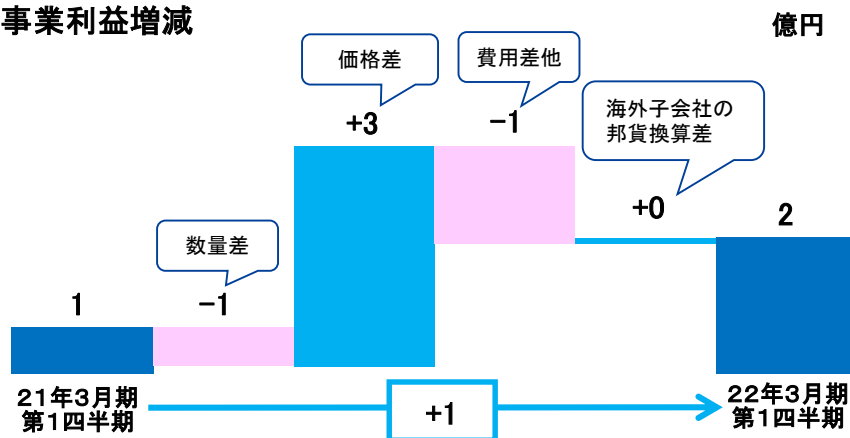 事業利益増減
億円
価格差
費用差他
海外子会社の
邦貨換算差
数量差
1
−1
+3
−1
+0
2
21年3月期
第1四半期
+1
22年3月期
第1四半期